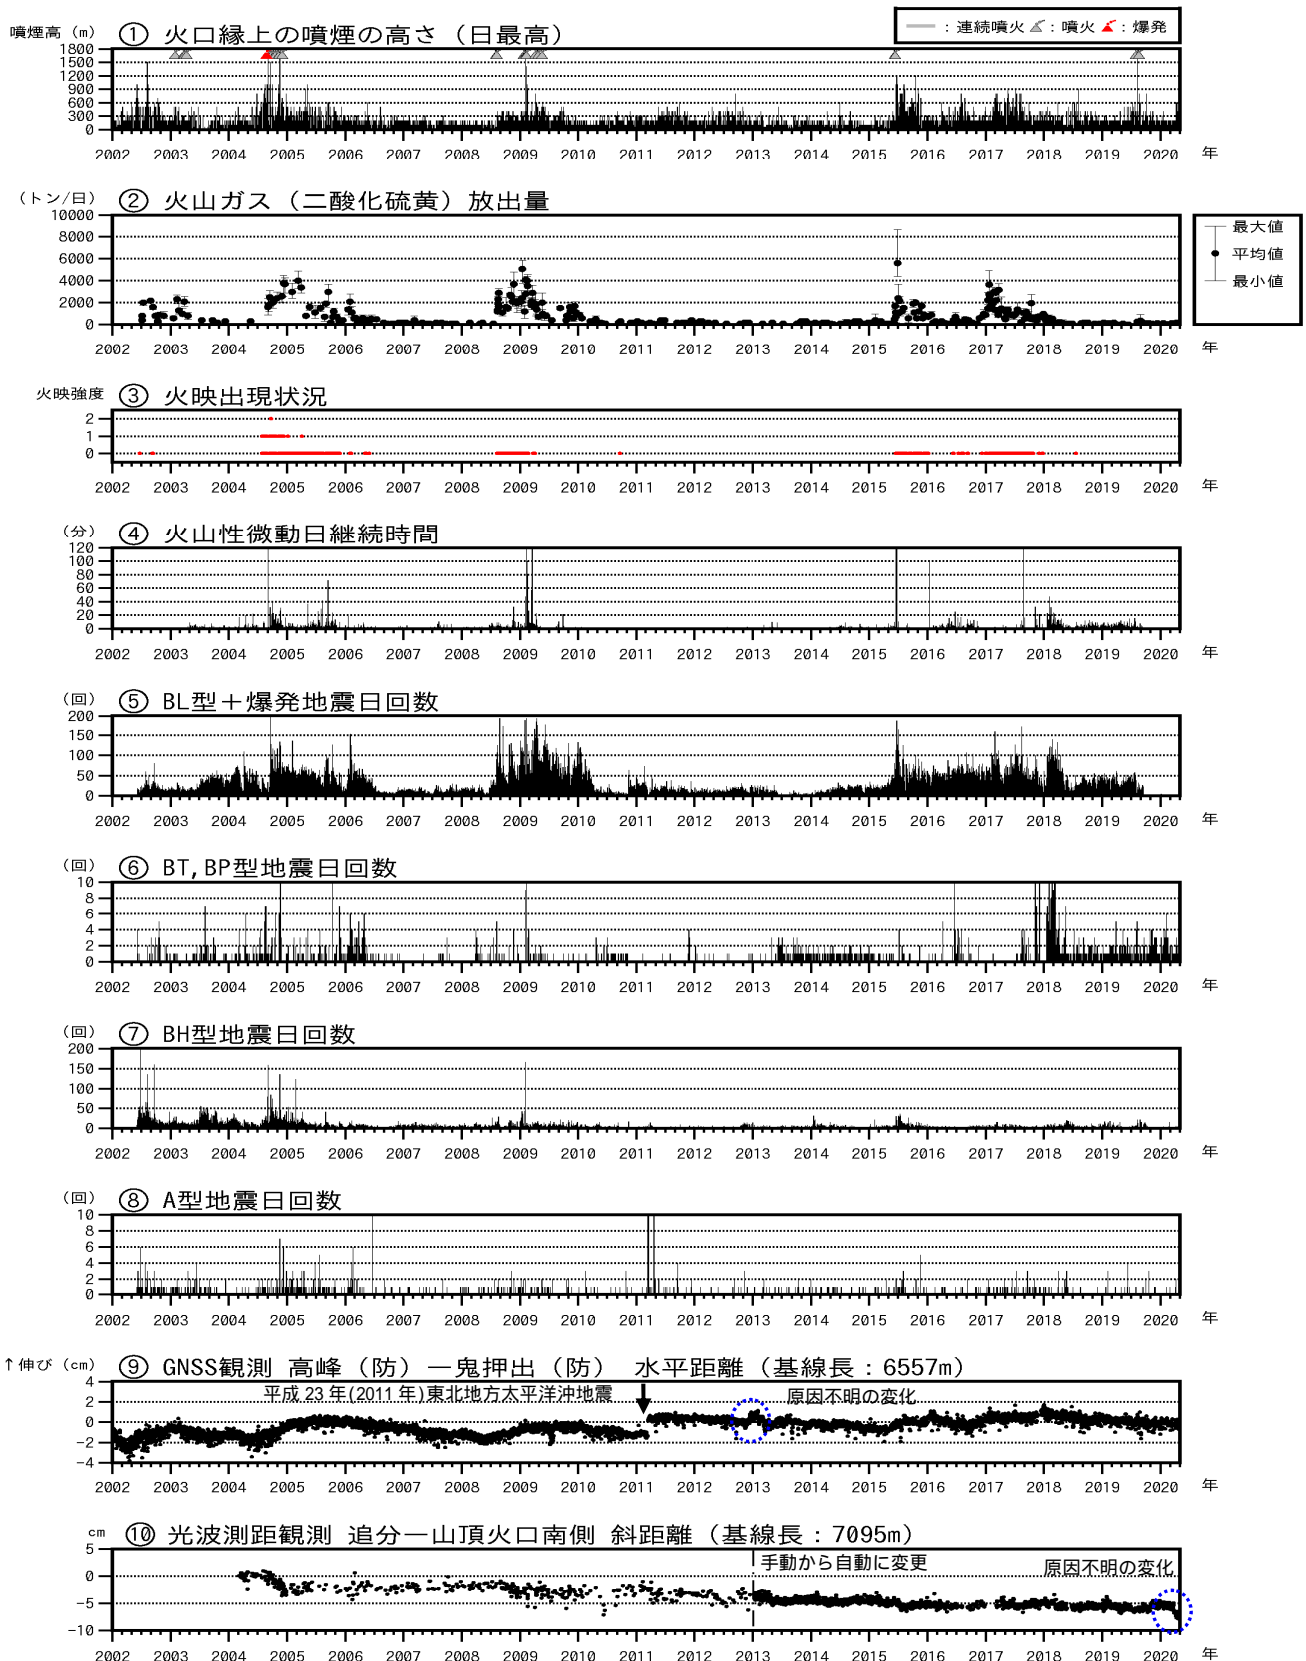 噴煙高（m）
① 火口縁上の噴煙の高さ（日最高）
：連続噴火 ：噴火 ：爆発
1800
1500
1200
900
600
300
0
2002 2003 2004 2005 2006 2007 2008 2009 2010 2011 2012 2013 2014 2015 2016 2017 2018 2019 2020 年
（トン/日）
② 火山ガス（二酸化硫黄）放出量
10000
8000
6000
4000
2000
0
最大値
平均値
最小値
2002 2003 2004 2005 2006 2007 2008 2009 2010 2011 2012 2013 2014 2015 2016 2017 2018 2019 2020 年
火映強度
③ 火映出現状況
2
1
0
2002 2003 2004 2005 2006 2007 2008 2009 2010 2011 2012 2013 2014 2015 2016 2017 2018 2019 2020 年
（分）
④ 火山性微動日継続時間
120
100
80
60
40
20
0
2002 2003 2004 2005 2006 2007 2008 2009 2010 2011 2012 2013 2014 2015 2016 2017 2018 2019 2020 年
（回）
⑤ BL型＋爆発地震日回数
200
150
100
50
0
2002 2003 2004 2005 2006 2007 2008 2009 2010 2011 2012 2013 2014 2015 2016 2017 2018 2019 2020 年
（回）
⑥ BT,BP型地震日回数
10
8
6
4
2
0
2002 2003 2004 2005 2006 2007 2008 2009 2010 2011 2012 2013 2014 2015 2016 2017 2018 2019 2020 年
（回）
⑦ BH型地震日回数
200
150
100
50
0
2002 2003 2004 2005 2006 2007 2008 2009 2010 2011 2012 2013 2014 2015 2016 2017 2018 2019 2020 年
（回）
⑧ A型地震日回数
10
8
6
4
2
0
2002 2003 2004 2005 2006 2007 2008 2009 2010 2011 2012 2013 2014 2015 2016 2017 2018 2019 2020 年
↑伸び（cm）
⑨ GNSS観測 高峰（防）－鬼押出（防） 水平距離（基線長：6557m）
平成 23 年(2011 年)東北地方太平洋沖地震
原因不明の変化
4
2
0
-2
-4
2002 2003 2004 2005 2006 2007 2008 2009 2010 2011 2012 2013 2014 2015 2016 2017 2018 2019 2020 年
cm
⑩ 光波測距観測 追分－山頂火口南側 斜距離（基線長：7095m）
手動から自動に変更
原因不明の変化
5
0
-5
-10
2002 2003 2004 2005 2006 2007 2008 2009 2010 2011 2012 2013 2014 2015 2016 2017 2018 2019 2020 年